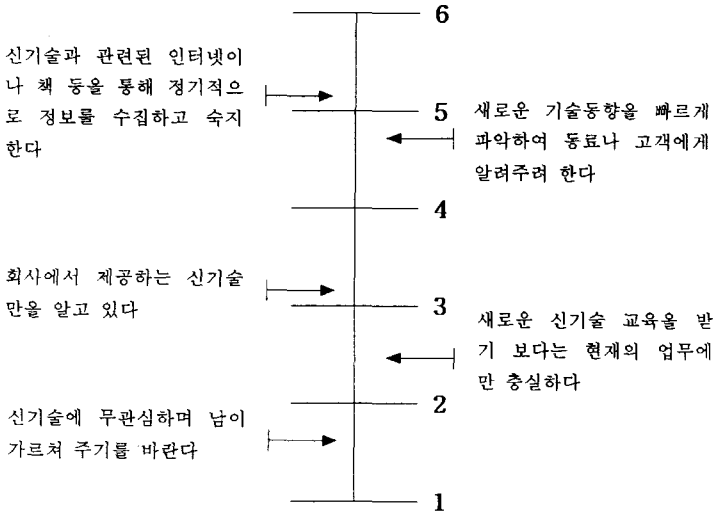 6
신기술과 관련된 인터넷이
나 책 등을 통해 정기적으
로 정보를 수집하고 숙지
한다
5
새로운 기술동향을 빠르게
파악하여 동료나 고객에게
알려주려 한다
4
회사에서 제공하는 신기술
만을 알고 있다
3
새로운 신기술 교육을 받
기 보다는 현재의 업무에
만 충실하다
2
신기술에 무관심하며 남이
가르쳐 주기를 바란다
1